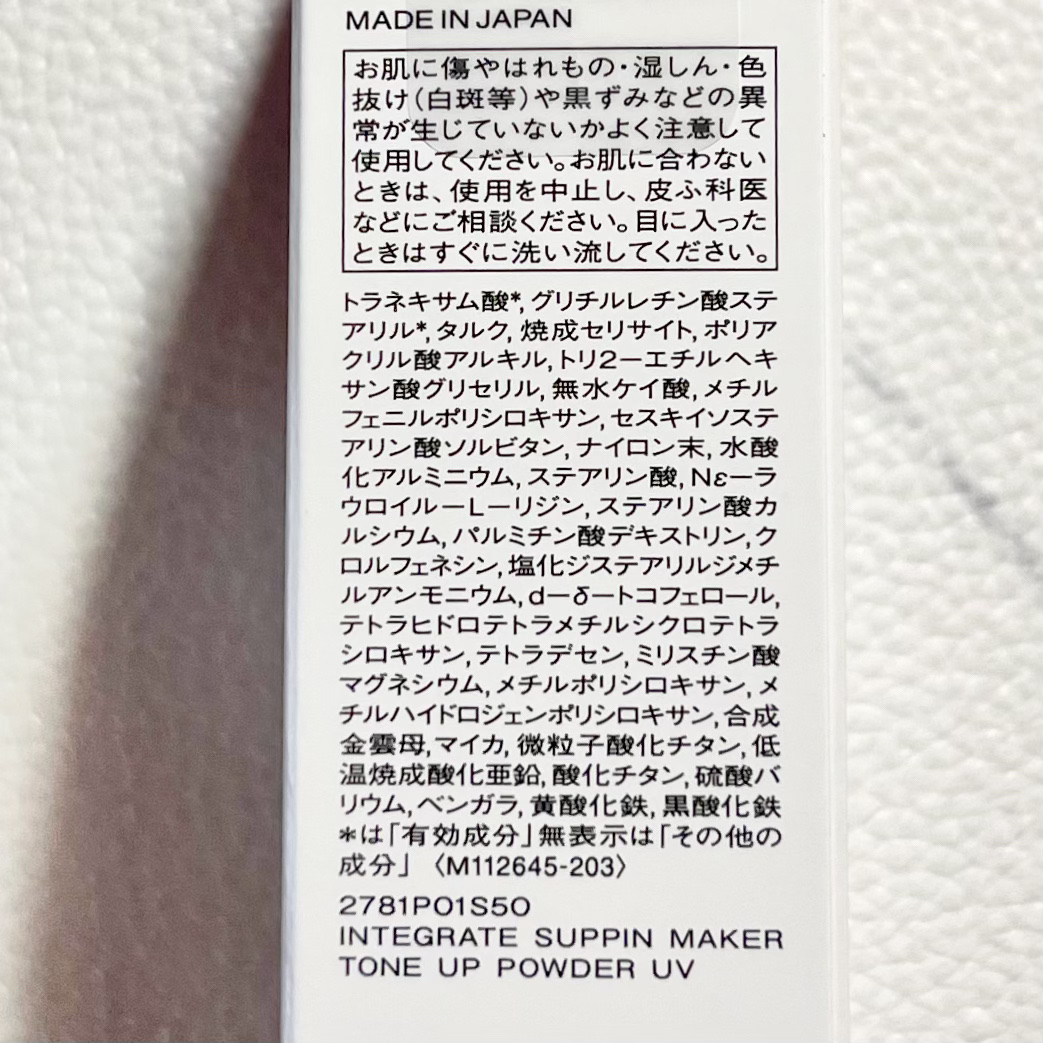 MADE IN JAPAN
お肌に傷やはれもの・湿しん・色
抜け(白斑等)や黒ずみなどの異
常が生じていないかよく注意して
使用してください。お肌に合わない
ときは、使用を中止し、皮ふ科医
などにご相談ください。目に入った
ときはすぐに洗い流してください。
トラネキサム酸*, グリチルレチン酸ステ
アリル*, タルク, 焼成セリサイト, ポリア
クリル酸アルキル, トリ2ーエチルヘキ
サン酸グリセリル, 無水ケイ酸, メチル
フェニルポリシロキサン, セスキイソステ
アリン酸ソルビタン, ナイロン末, 水酸
化アルミニウム, ステアリン酸, Nεーラ
ウロイルーLーリジン, ステアリン酸カ
ルシウム, パルミチン酸デキストリン, ク
ロルフェネシン, 塩化ジステアリルジメチ
ルアンモニウム, dーδートコフェロール,
テトラヒドロテトラメチルシクロテトラ
シロキサン, テトラデセン, ミリスチン酸
マグネシウム, メチルポリシロキサン, メ
チルハイドロジェンポリシロキサン, 合成
金雲母, マイカ, 微粒子酸化チタン, 低
温焼成酸化亜鉛, 酸化チタン, 硫酸バ
リウム, ベンガラ, 黄酸化鉄, 黒酸化鉄
*は「有効成分」無表示は「その他の
成分」〈M112645-203〉
2781P01S50
INTEGRATE SUPPIN MAKER
TONE UP POWDER UV